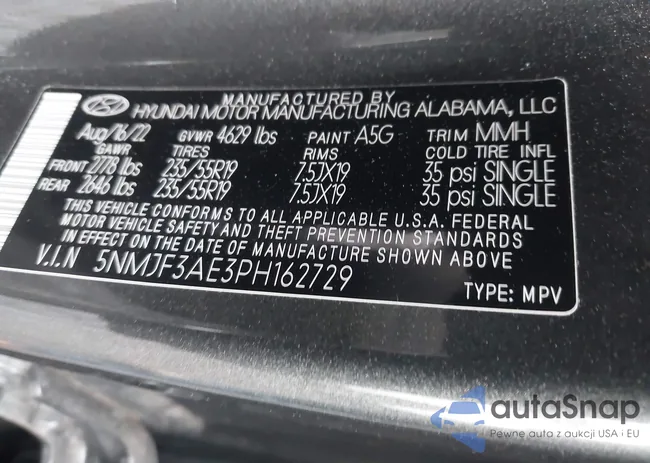 MANUFACTURED BY
HYUNDAI MOTOR MANUFACTURING ALABAMA, LLC
Aug/16/22 GVWR 4629 lbs PAINT A5G TRIM MMH
GAWR TIRES RIMS COLD TIRE INFL
FRONT 2778 lbs 235/55R19 7.5JX19 35 psi SINGLE
REAR 2646 lbs 235/55R19 7.5JX19 35 psi SINGLE
THIS VEHICLE CONFORMS TO ALL APPLICABLE U.S.A. FEDERAL
MOTOR VEHICLE SAFETY AND THEFT PREVENTION STANDARDS
IN EFFECT ON THE DATE OF MANUFACTURE SHOWN ABOVE.
V.I.N 5NMJF3AE3PH162729
TYPE: MPV
autaSnap
Pewne auta z aukcji USA i EU